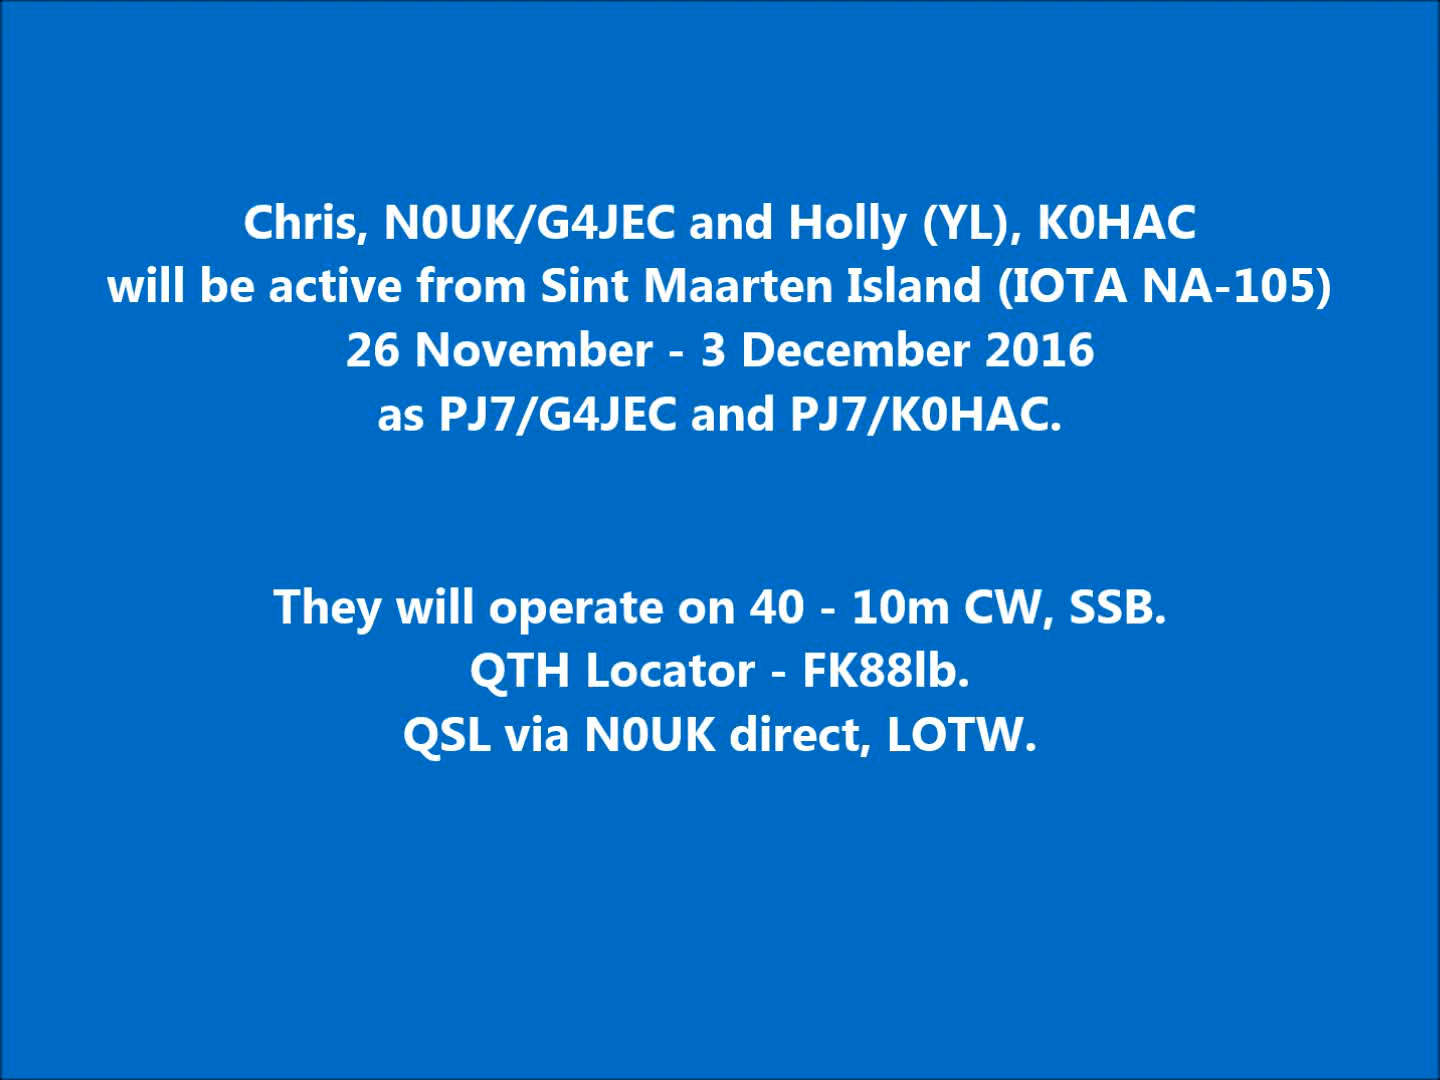 Chris, N0UK/G4JEC and Holly (YL), K0HAC
will be active from Sint Maarten Island (IOTA NA-105)
26 November - 3 December 2016
as PJ7/G4JEC and PJ7/K0HAC.
They will operate on 40 - 10m CW, SSB.
QTH Locator - FK88lb.
QSL via N0UK direct, LOTW.